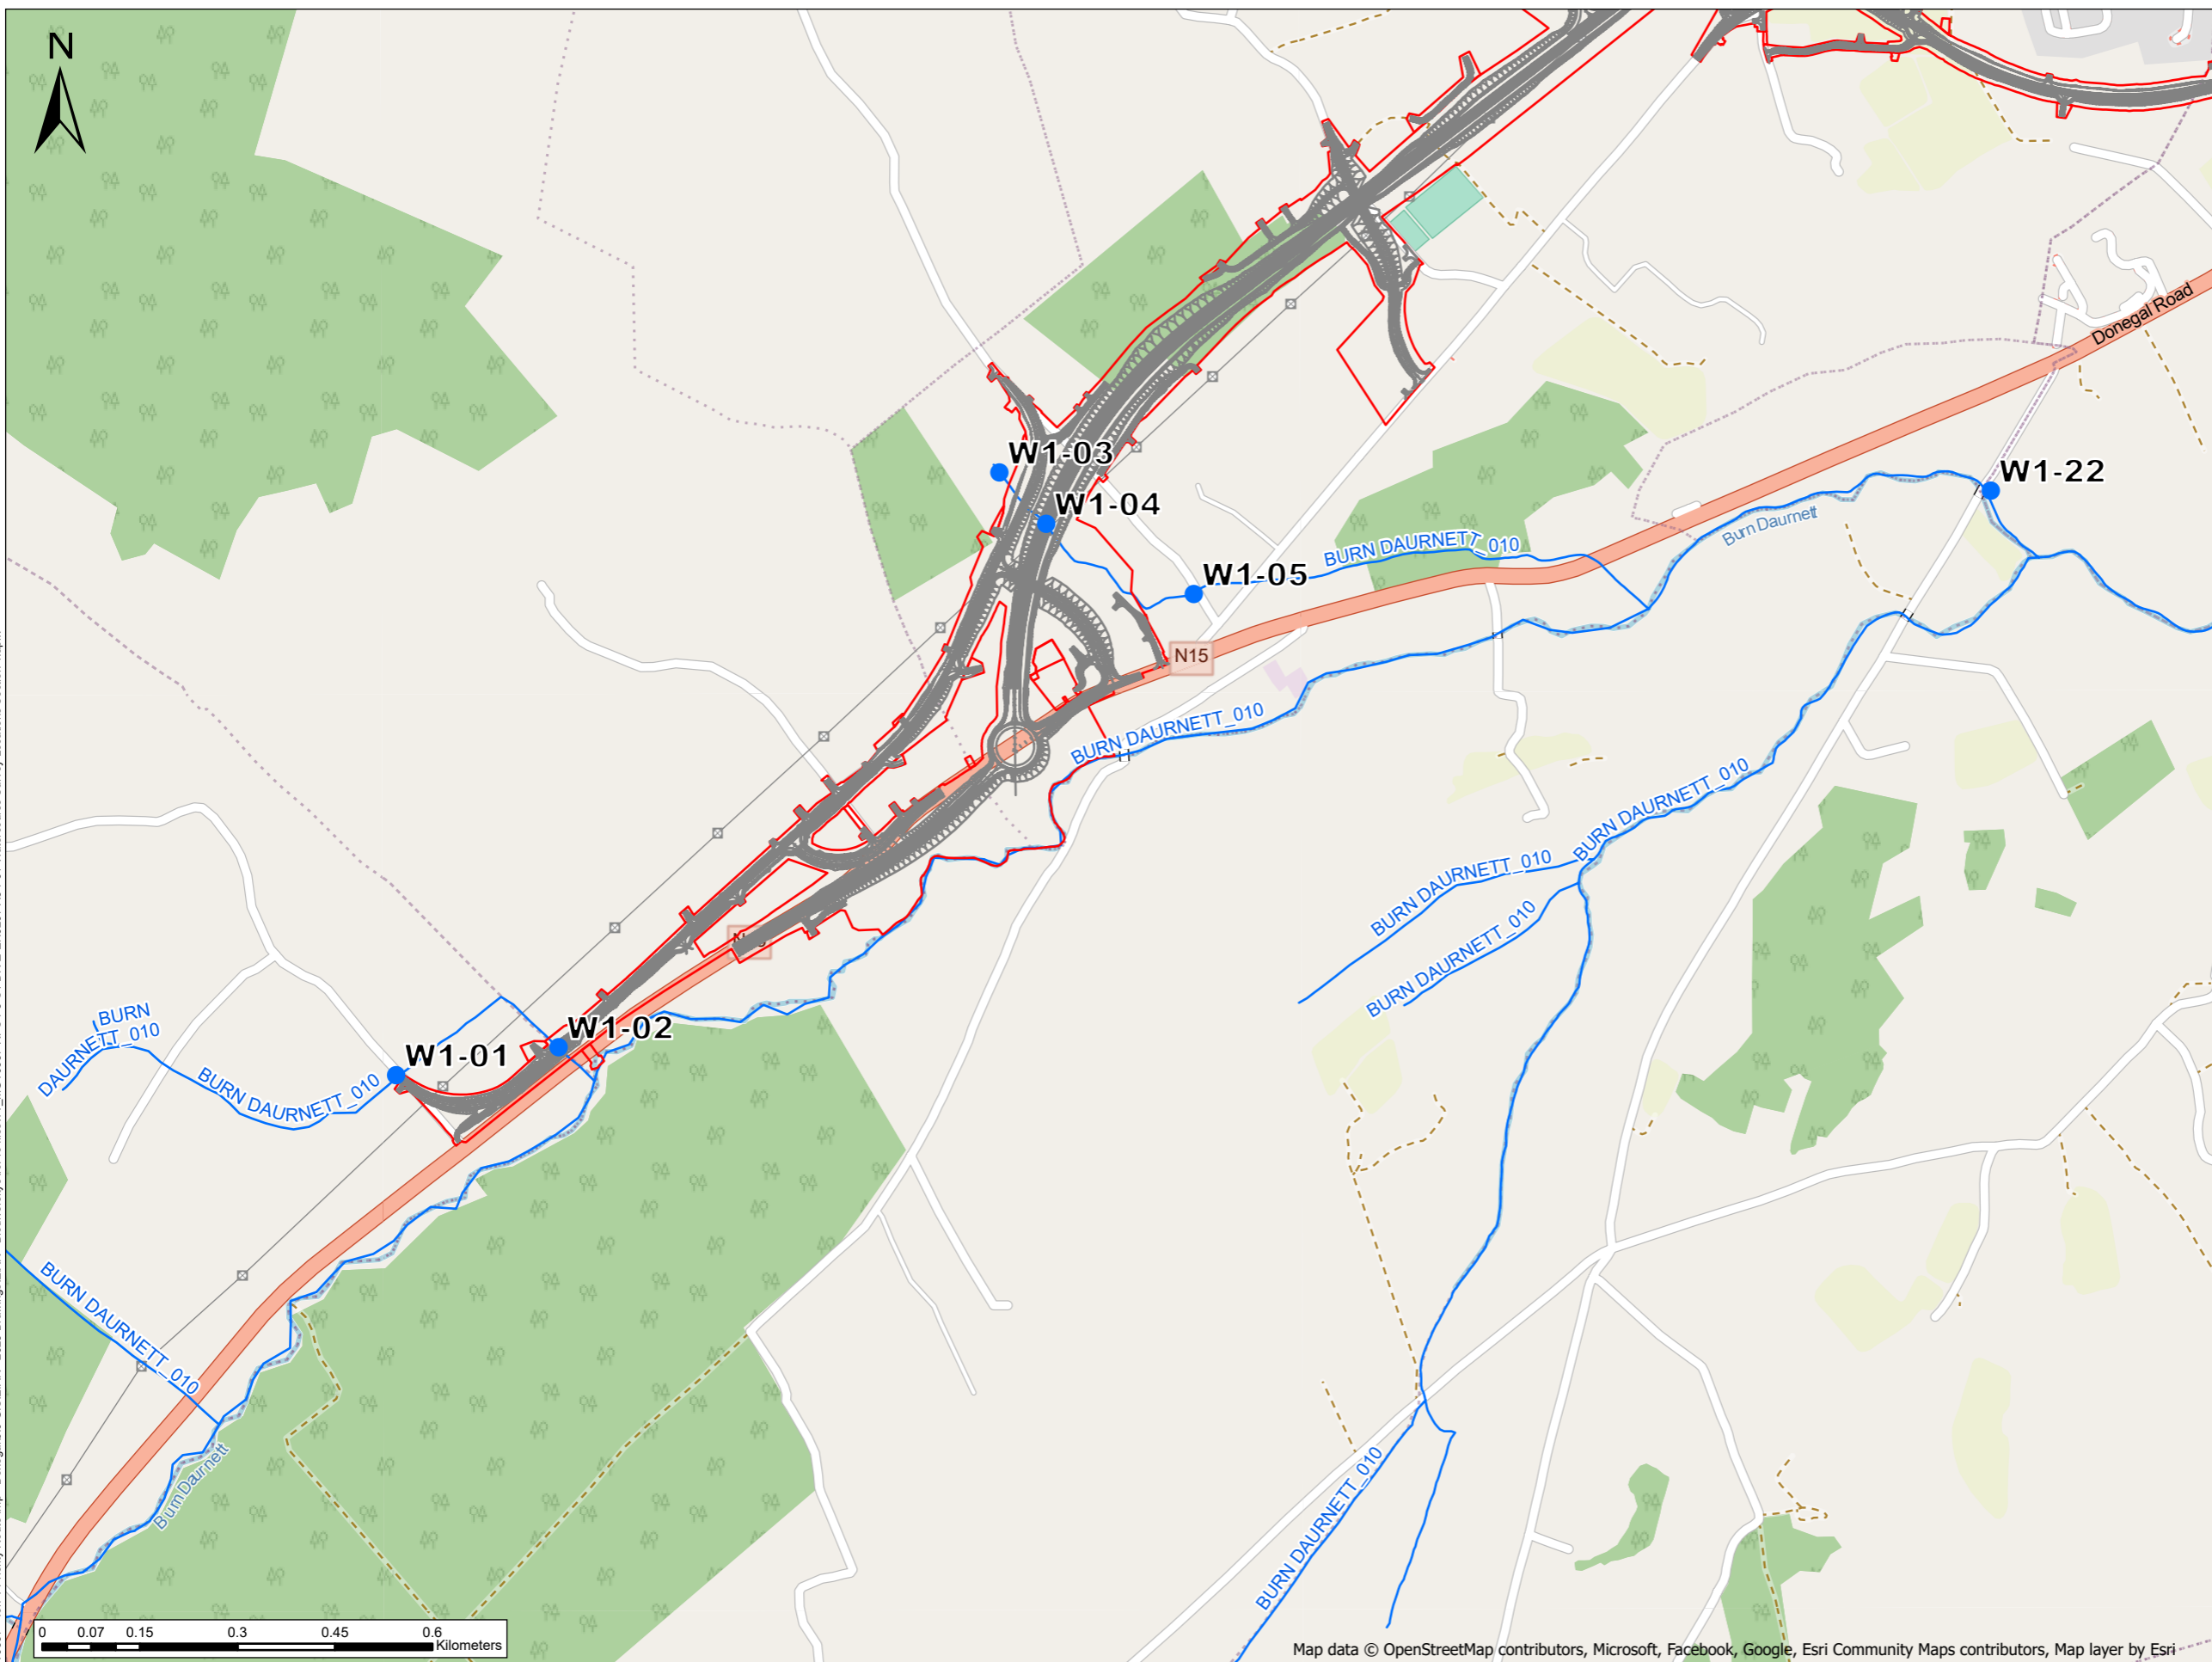 N
Donegal Road
W1-03
W1-04
W1-22
BURN DAURNETT_010
Burn Daurnett
W1-05
N15
BURN DAURNETT_010
BURN DAURNETT_010
BURN DAURNETT_010
BURN DAURNETT_010
W1-02
BURN
DAURNETT_010
W1-01
BURN DAURNETT_010
BURN DAURNETT_010
Burn Daurnett
BURN DAURNETT_010
0 0.07 0.15 0.3 0.45 0.6
Kilometers
Map data © OpenStreetMap contributors, Microsoft, Facebook, Google, Esri Community Maps contributors, Map layer by Esri